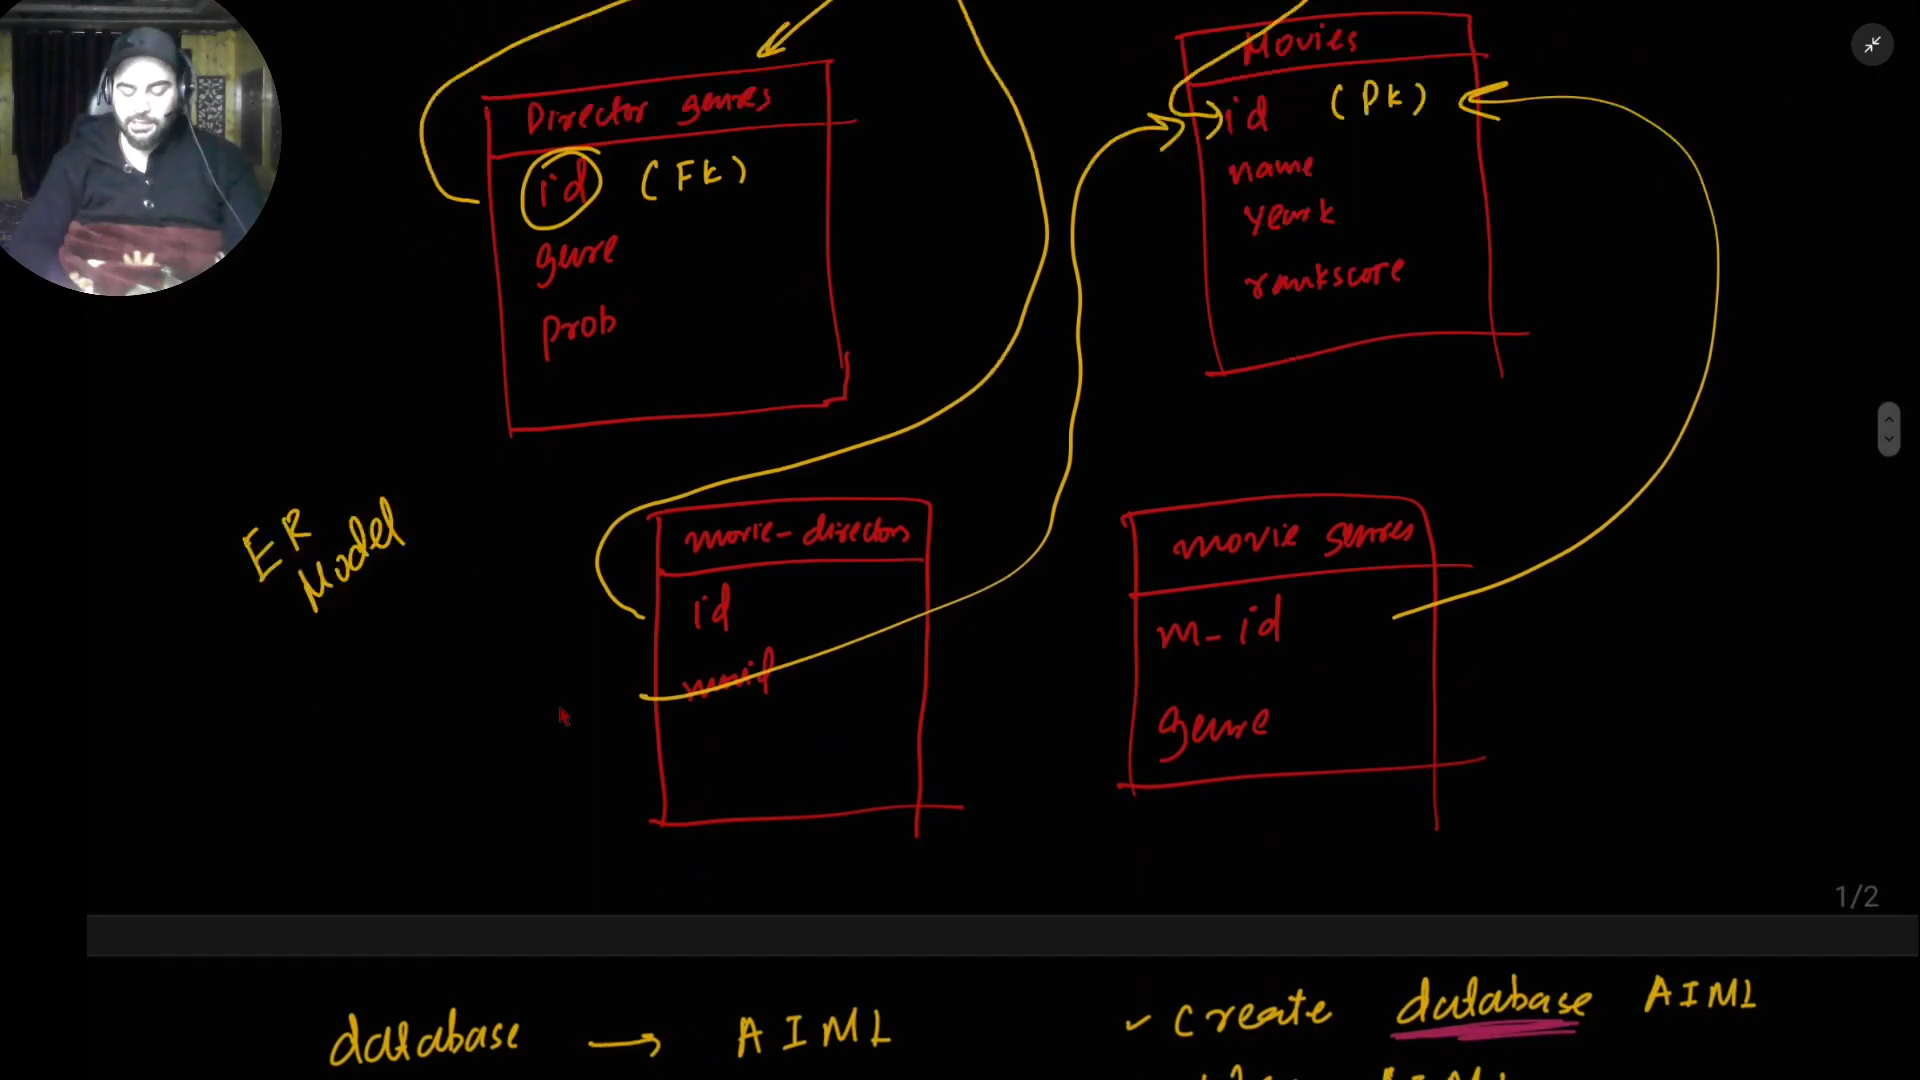 Director genres
id (FK)
genre
prob
Movies
id (PK)
name
year
rankscore
ER
Model
movie-directors
id
movie genres
m-id
genre
1/2
database → AIML
✓ create database AIML